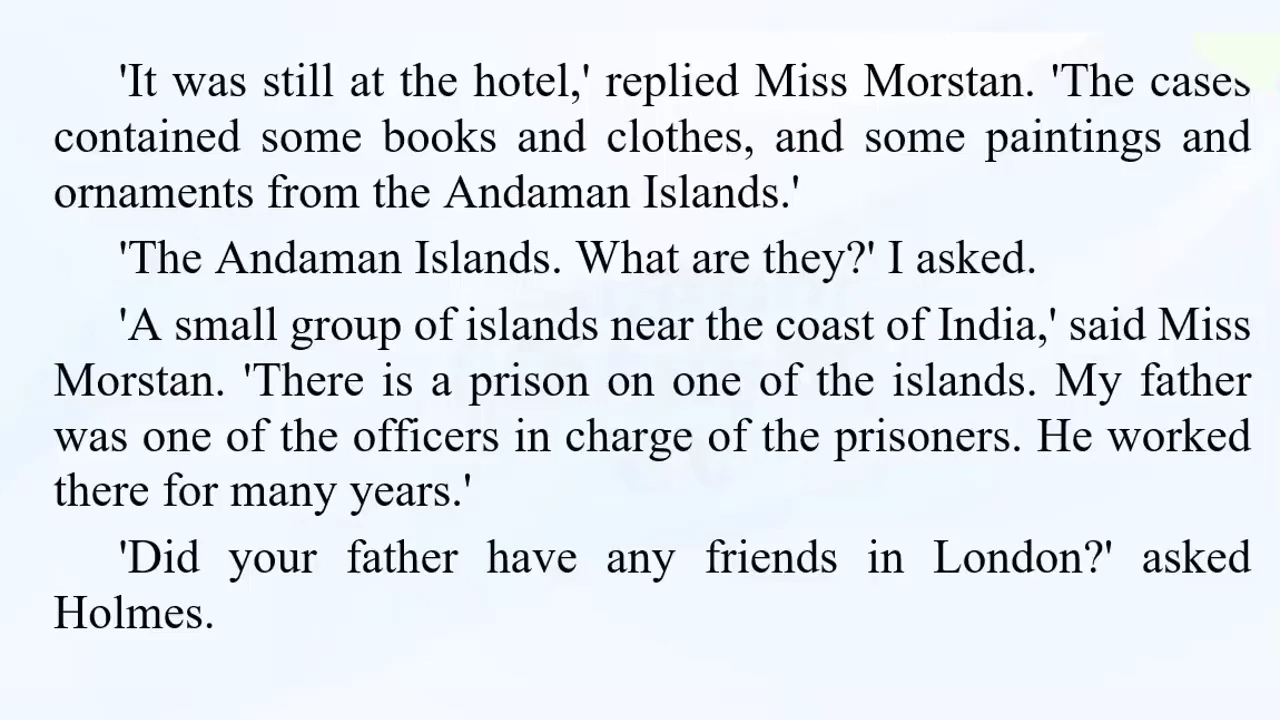 'It was still at the hotel,' replied Miss Morstan. 'The cases
contained some books and clothes, and some paintings and
ornaments from the Andaman Islands.'
'The Andaman Islands. What are they?' I asked.
'A small group of islands near the coast of India,' said Miss
Morstan. 'There is a prison on one of the islands. My father
was one of the officers in charge of the prisoners. He worked
there for many years.'
'Did your father have any friends in London?' asked
Holmes.